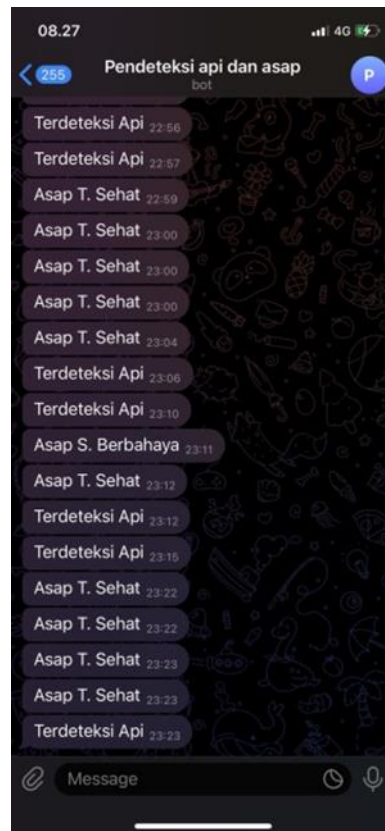 08.27
4G
255
Pendeteksi api dan asap
bot
P
Terdeteksi Api 22:56
Terdeteksi Api 22:57
Asap T. Sehat 22:59
Asap T. Sehat 23:00
Asap T. Sehat 23:00
Asap T. Sehat 23:00
Asap T. Sehat 23:04
Terdeteksi Api 23:06
Terdeteksi Api 23:10
Asap S. Berbahaya 23:11
Asap T. Sehat 23:12
Terdeteksi Api 23:12
Terdeteksi Api 23:15
Asap T. Sehat 23:22
Asap T. Sehat 23:22
Asap T. Sehat 23:23
Asap T. Sehat 23:23
Terdeteksi Api 23:23
Message